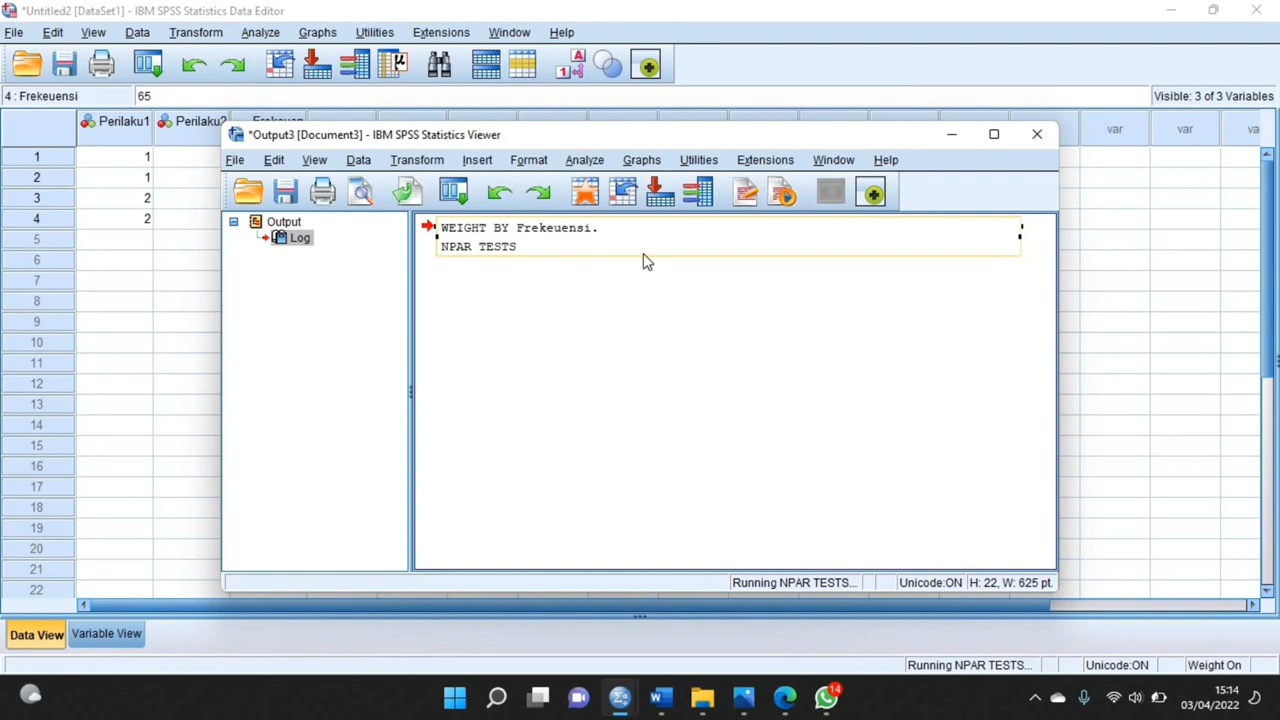 *Untitled2 [DataSet1] - IBM SPSS Statistics Data Editor
File Edit View Data Transform Analyze Graphs Utilities Extensions Window Help
4 : Frekeuensi 65 Visible: 3 of 3 Variables
Perilaku1 Perilaku2 var var
*Output3 [Document3] - IBM SPSS Statistics Viewer
File Edit View Data Transform Insert Format Analyze Graphs Utilities Extensions Window Help
1 1
2 1
3 2
4 2
5
6
7
8
9
10
11
12
13
14
15
16
17
18
19
20
21
22
Output
Log
WEIGHT BY Frekeuensi.
NPAR TESTS
Running NPAR TESTS... Unicode:ON H: 22, W: 625 pt.
Data View Variable View
Running NPAR TESTS... Unicode:ON Weight On
14
15:14
03/04/2022